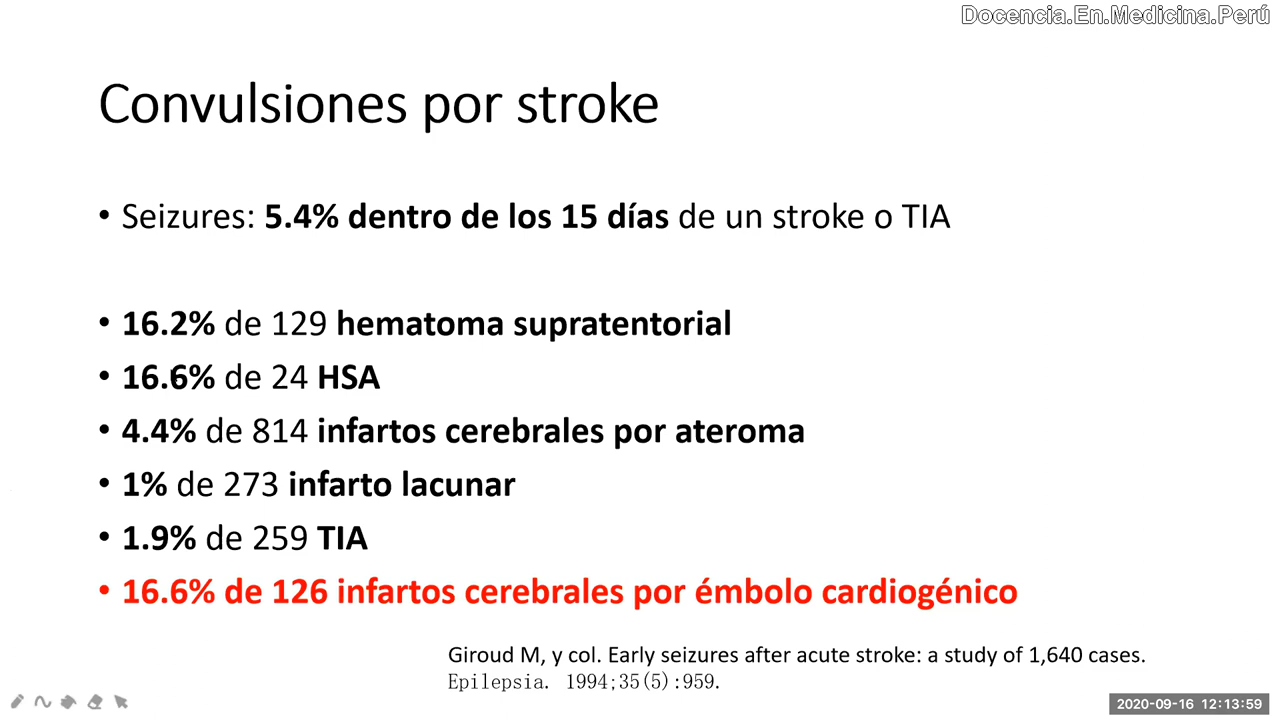 Docencia.En.Medicina.Perú
Convulsiones por stroke
• Seizures: 5.4% dentro de los 15 días de un stroke o TIA
• 16.2% de 129 hematoma supratentorial
• 16.6% de 24 HSA
• 4.4% de 814 infartos cerebrales por ateroma
• 1% de 273 infarto lacunar
• 1.9% de 259 TIA
• 16.6% de 126 infartos cerebrales por émbolo cardiogénico
Giroud M, y col. Early seizures after acute stroke: a study of 1,640 cases.
Epilepsia. 1994;35(5):959.
2020-09-16 12:13:59